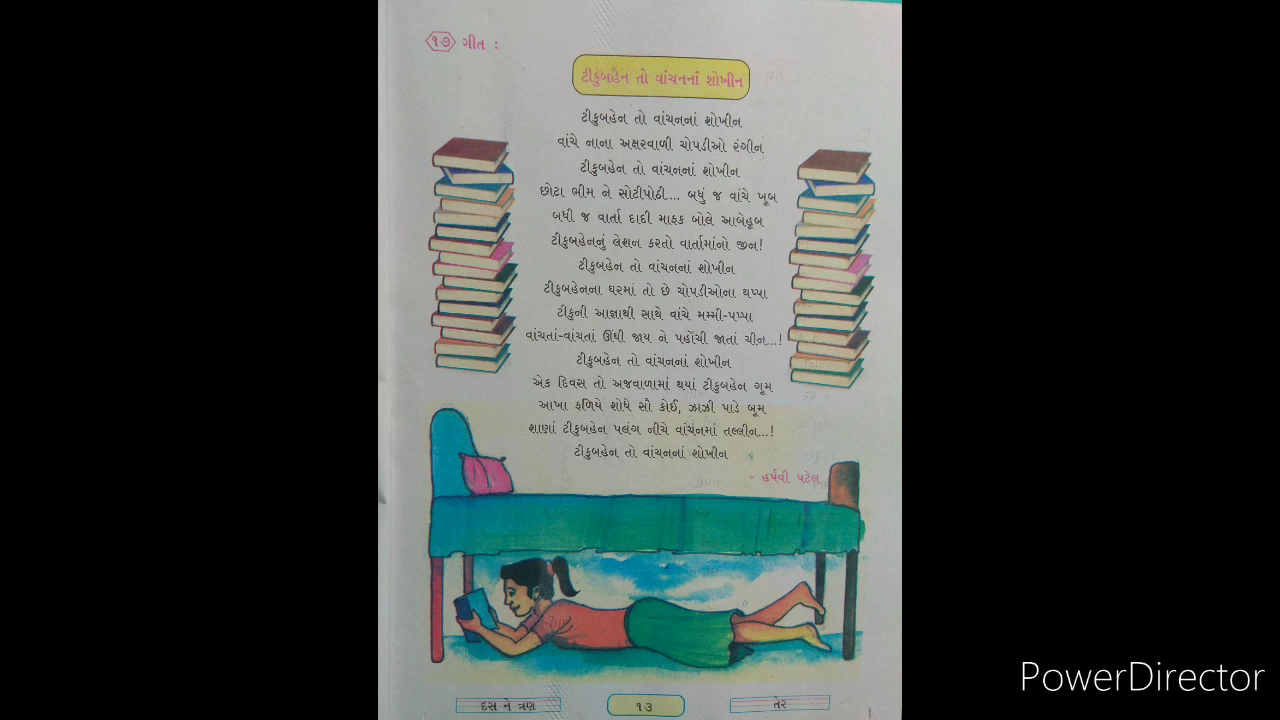 ૧૭ ગીત :
ટીકુબહેન તો વાંચનનાં શોખીન
ટીકુબહેન તો વાંચનનાં શોખીન
વાંચે નાના અક્ષરવાળી ચોપડીઓ રંગીન
ટીકુબહેન તો વાંચનનાં શોખીન
છોટા ભીમ ને સોટીપોઠી... બધું જ વાંચે ખૂબ
બધી જ વાર્તા દાદી માફક બોલે આબેહૂબ
ટીકુબહેનનું લેશન કરતો વાર્તામાંનો જીન!
ટીકુબહેન તો વાંચનનાં શોખીન
ટીકુબહેનના ઘરમાં તો છે ચોપડીઓના થપ્પા
ટીકુની આજ્ઞાથી સાથે વાંચે મમ્મી-પપ્પા
વાંચતાં-વાંચતાં ઊંઘી જાય ને પહોંચી જાતાં ચીન...!
ટીકુબહેન તો વાંચનનાં શોખીન
એક દિવસ તો અજવાળામાં થયાં ટીકુબહેન ગૂમ
આખા ફળિયે શોધે સૌ કોઈ, ઝાઝી પાડે બૂમ
શાણાં ટીકુબહેન પલંગ નીચે વાંચનમાં તલ્લીન...!
ટીકુબહેન તો વાંચનનાં શોખીન
- હર્ષવી પટેલ
દસ ને ત્રણ
૧૩
તેર
PowerDirector